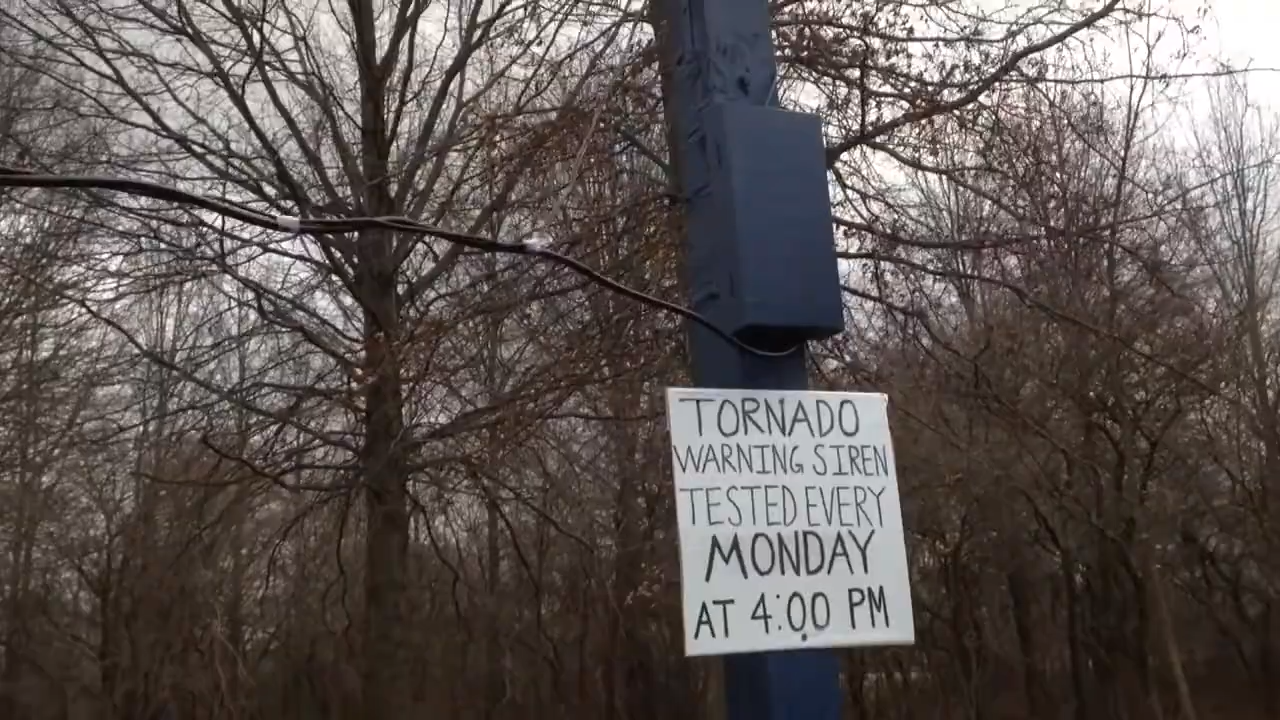 TORNADO
WARNING SIREN
TESTED EVERY
MONDAY
AT 4:00 PM